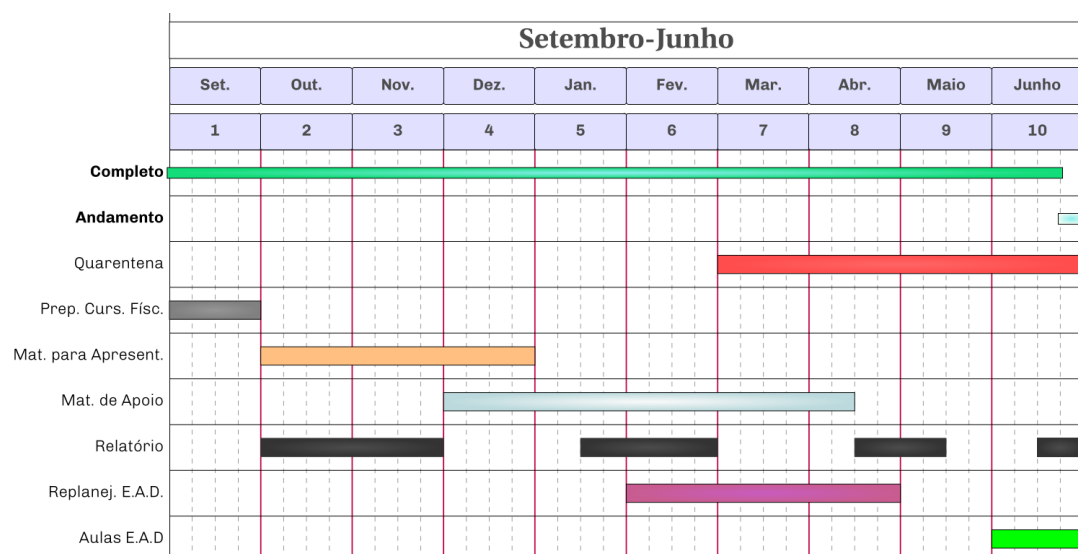 Setembro-Junho
Set. Out. Nov. Dez. Jan. Fev. Mar. Abr. Maio Junho
1 2 3 4 5 6 7 8 9 10
Completo
Andamento
Quarentena
Prep. Curs. Físc.
Mat. para Apresent.
Mat. de Apoio
Relatório
Replanej. E.A.D.
Aulas E.A.D